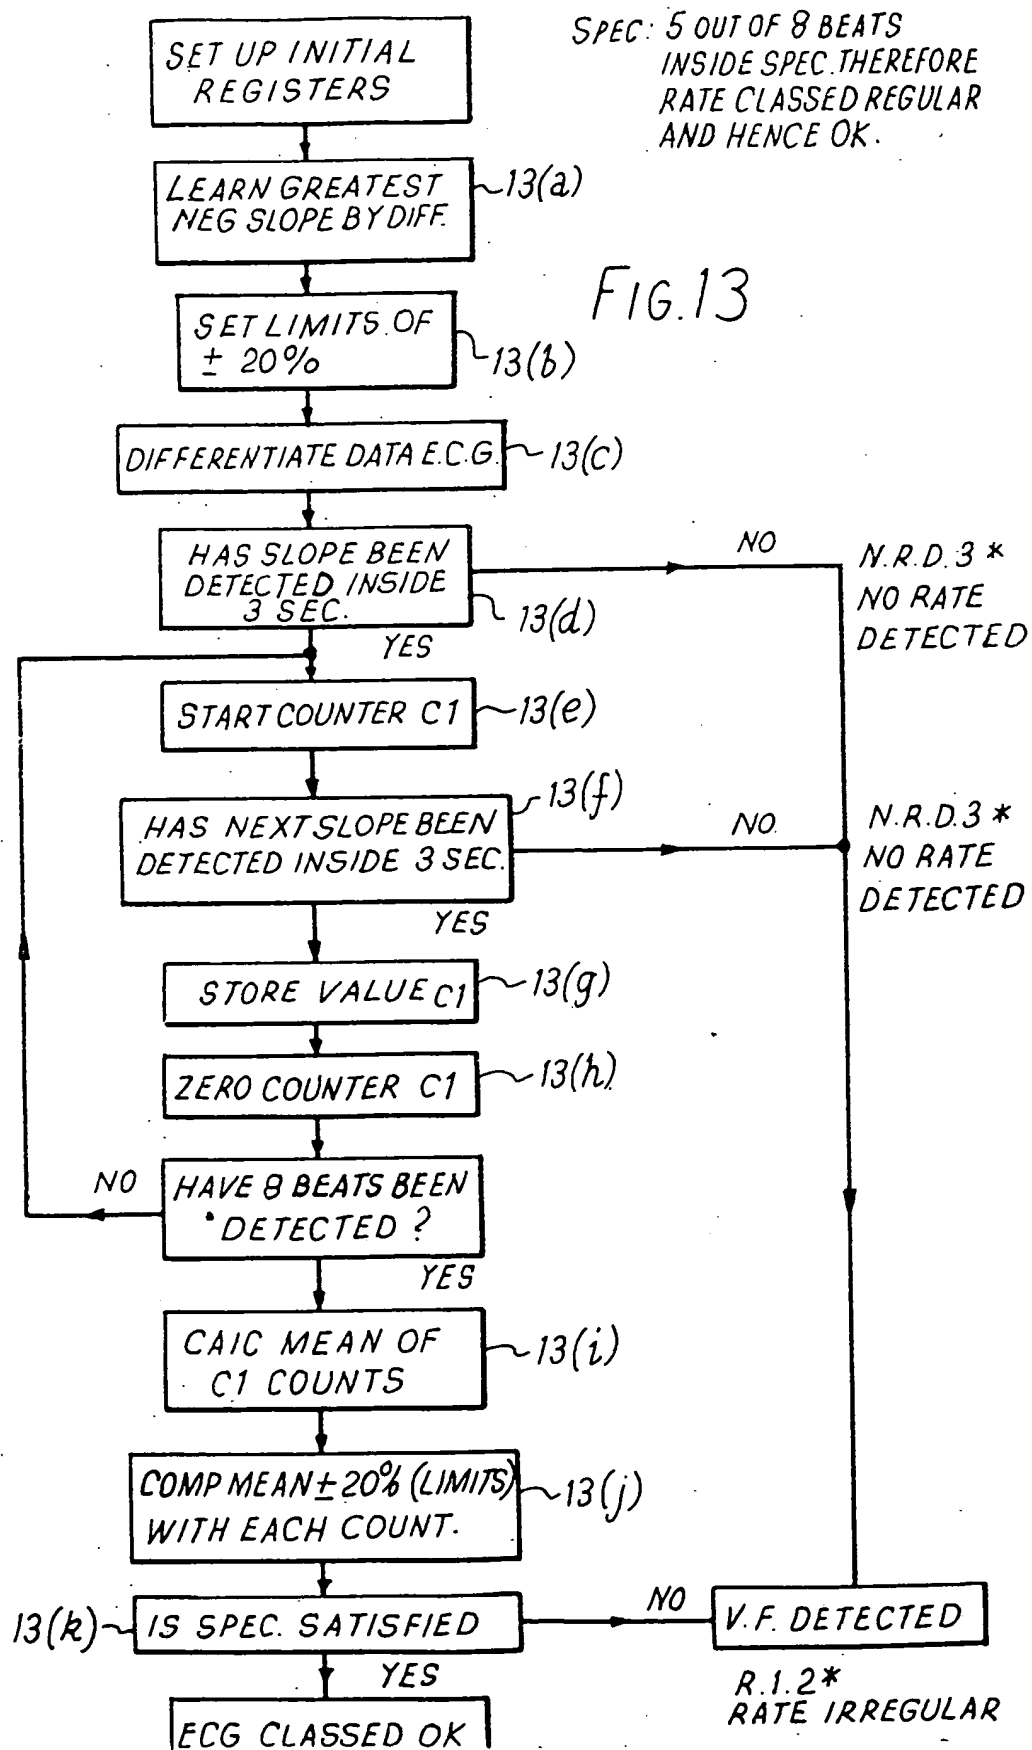 SPEC: 5 OUT OF 8 BEATS
INSIDE SPEC. THEREFORE
RATE CLASSED REGULAR
AND HENCE OK.
SET UP INITIAL
REGISTERS
LEARN GREATEST
NEG SLOPE BY DIFF.
13(a)
FIG. 13
SET LIMITS OF
± 20%
13(b)
DIFFERENTIATE DATA E.C.G.
13(c)
HAS SLOPE BEEN
DETECTED INSIDE
3 SEC.
13(d)
NO
N.R.D.3 *
NO RATE
DETECTED
YES
START COUNTER C1
13(e)
HAS NEXT SLOPE BEEN
DETECTED INSIDE 3 SEC.
13(f)
NO
N.R.D.3 *
NO RATE
DETECTED
YES
STORE VALUE C1
13(g)
ZERO COUNTER C1
13(h)
HAVE 8 BEATS BEEN
DETECTED ?
NO
YES
CALC MEAN OF
C1 COUNTS
13(i)
COMP MEAN ± 20% (LIMITS)
WITH EACH COUNT.
13(j)
13(k)
IS SPEC. SATISFIED
NO
V.F. DETECTED
R.I.2*
RATE IRREGULAR
YES
ECG CLASSED OK